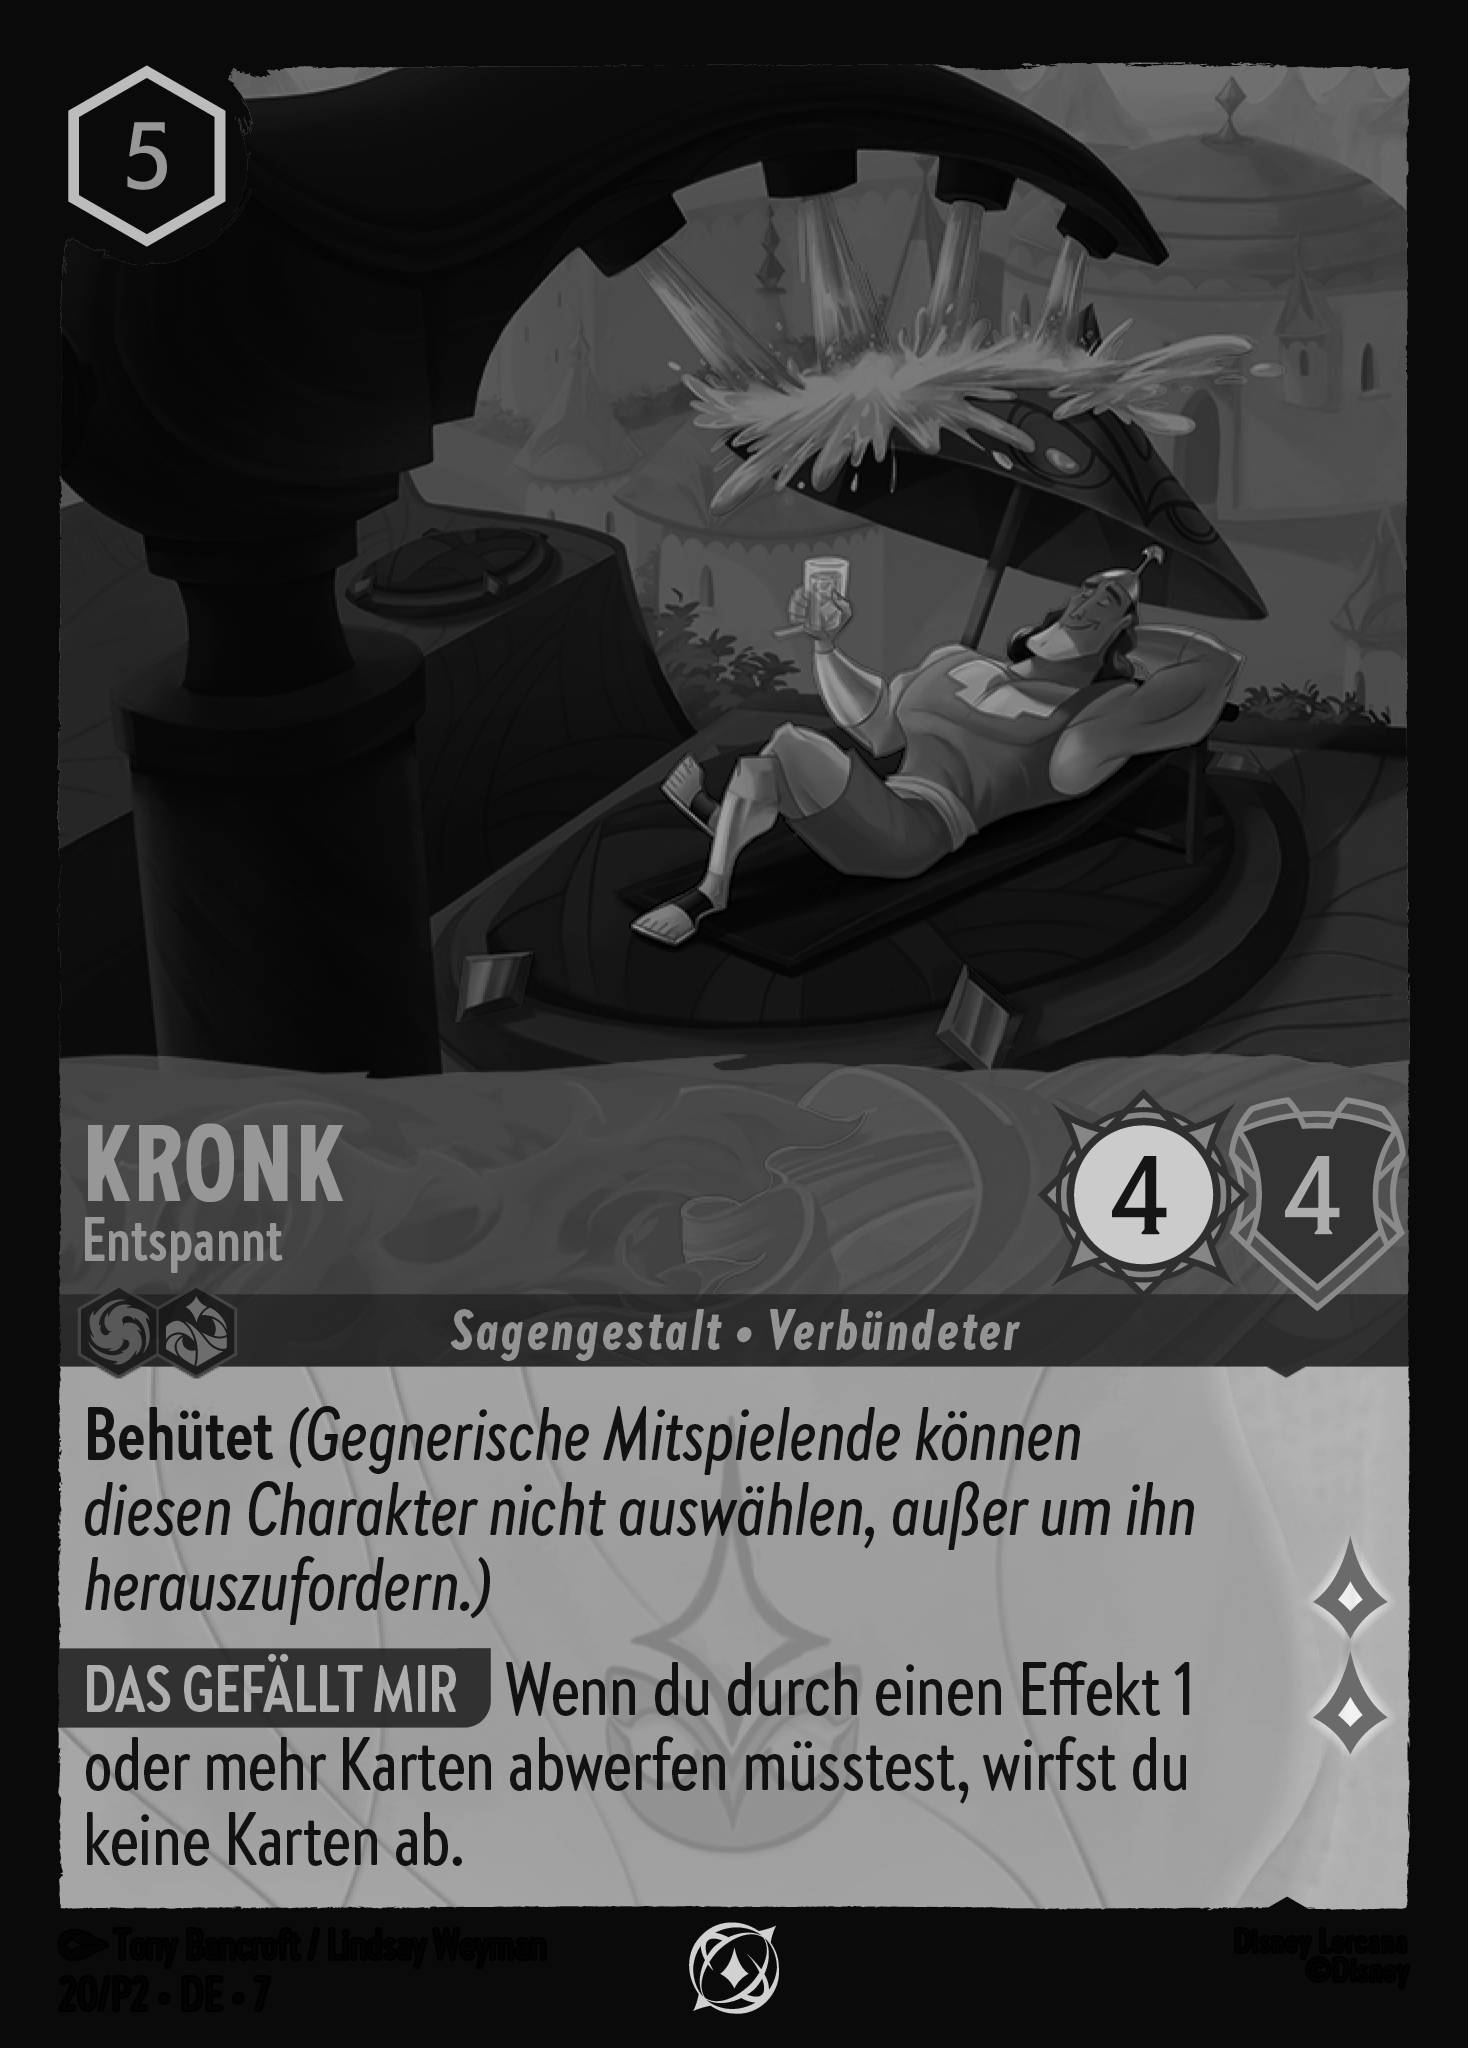 5
KRONK
Entspannt
4
4
Sagengestalt • Verbündeter
Behütet (Gegnerische Mitspielende können
diesen Charakter nicht auswählen, außer um ihn
herauszufordern.)
DAS GEFÄLLT MIR Wenn du durch einen Effekt 1
oder mehr Karten abwerfen müsstest, wirfst du
keine Karten ab.
Tony Bancroft / Lindsay Weyman
20/P2 • DE • 7
Disney Lorcana
©Disney